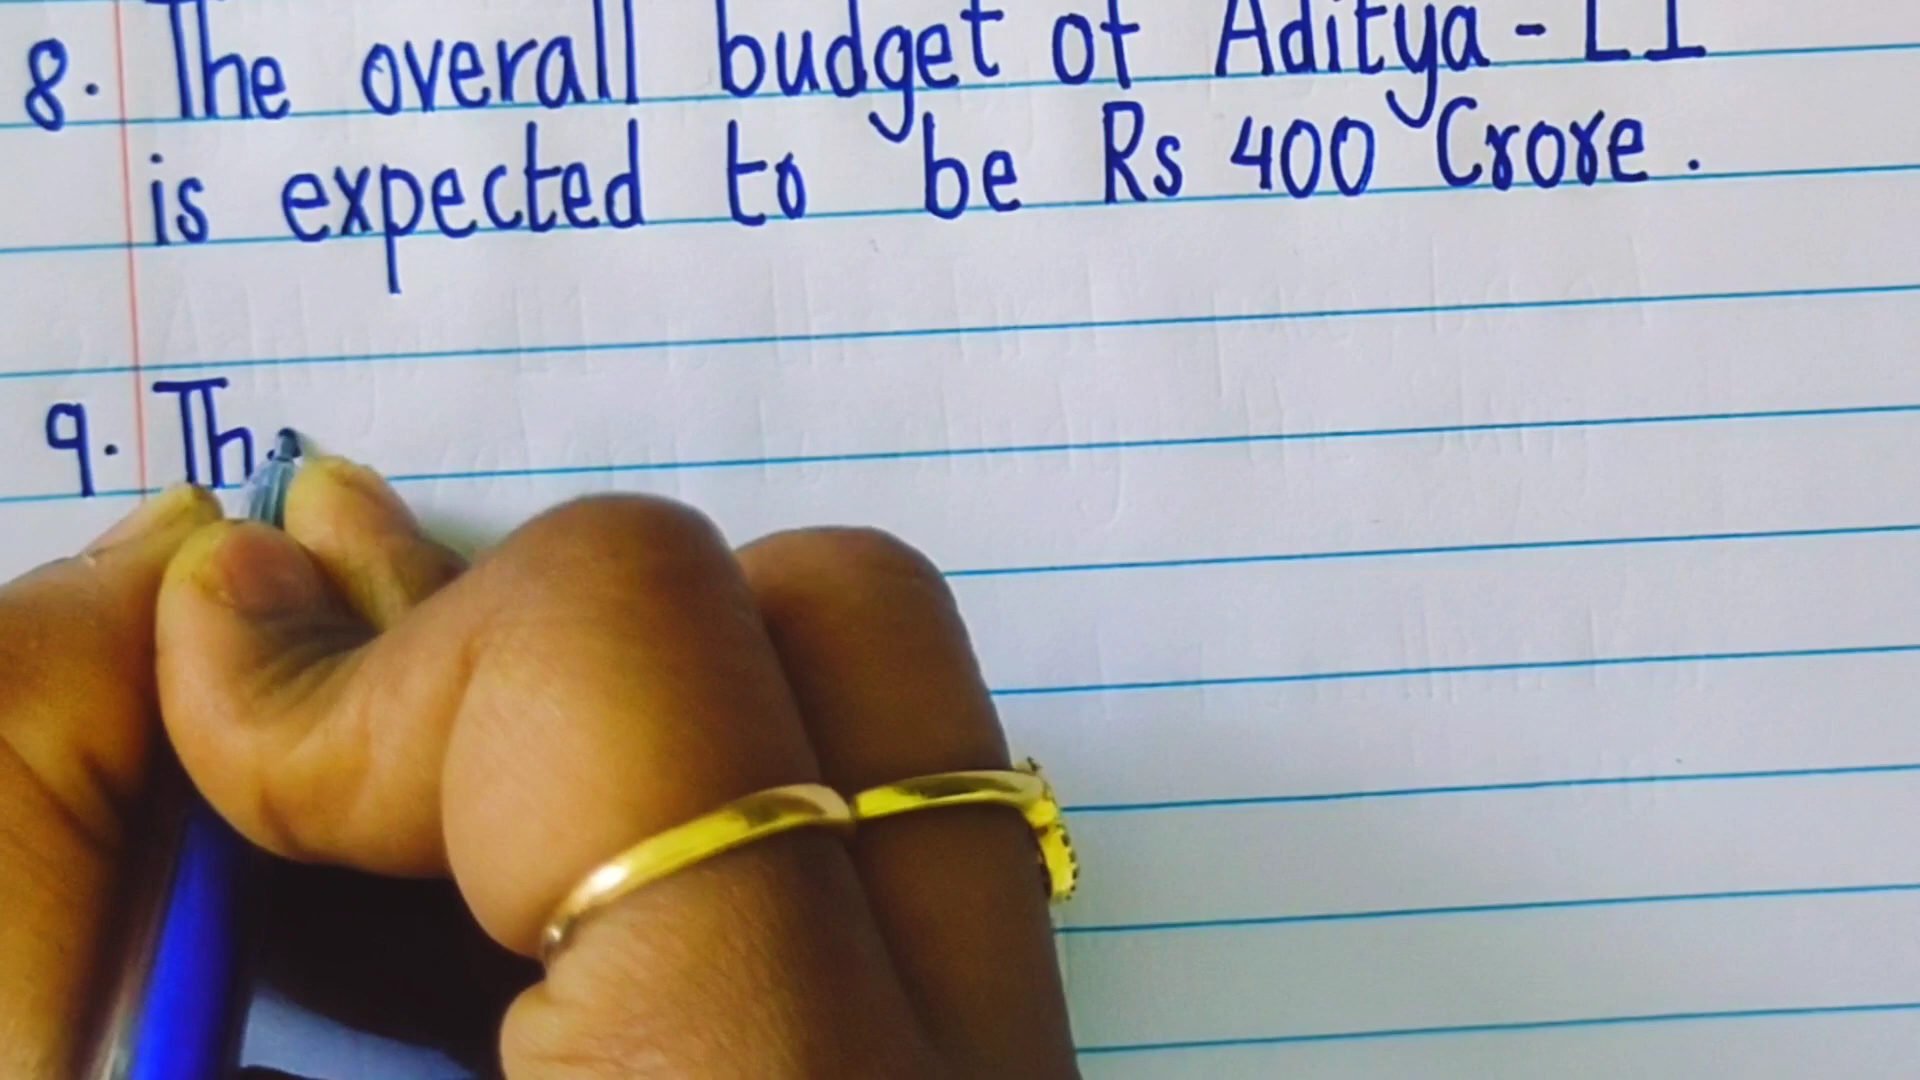 8. The overall budget of Aditya - L1
is expected to be Rs 400 Crore.
9. Th